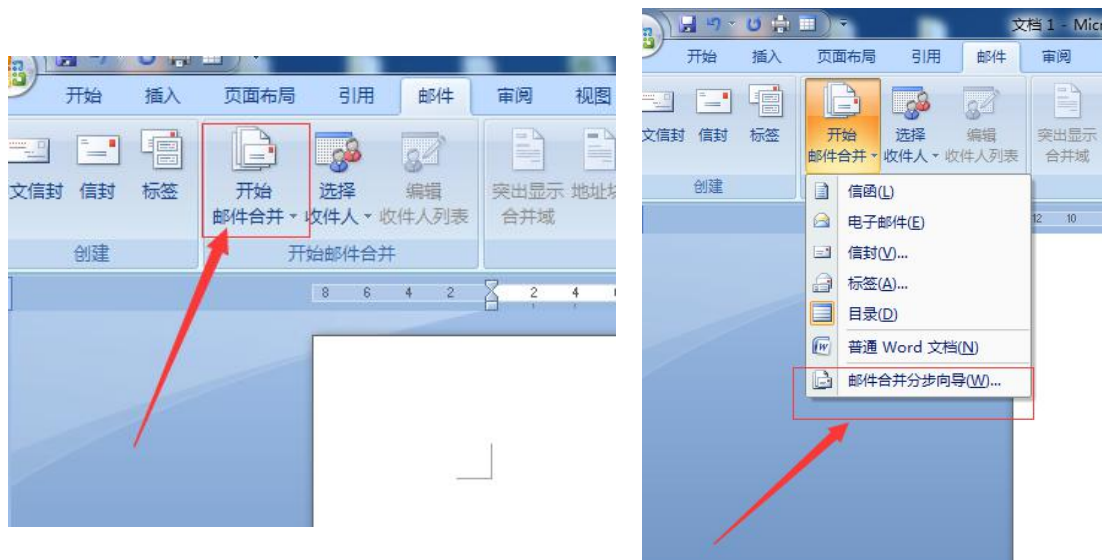 开始 插入 页面布局 引用 邮件 审阅 视图
文信封 信封 标签 开始 邮件合并 选择 收件人 编辑 收件人列表 突出显示 合并域
创建 开始邮件合并
8 6 4 2 2 4
文档 1 - Micr
开始 插入 页面布局 引用 邮件 审阅
文信封 信封 标签 开始 邮件合并 选择 收件人 编辑 收件人列表 突出显示 合并域
创建
12 10
信函(L)
电子邮件(E)
信封(V)...
标签(A)...
目录(D)
普通 Word 文档(N)
邮件合并分步向导(W)...